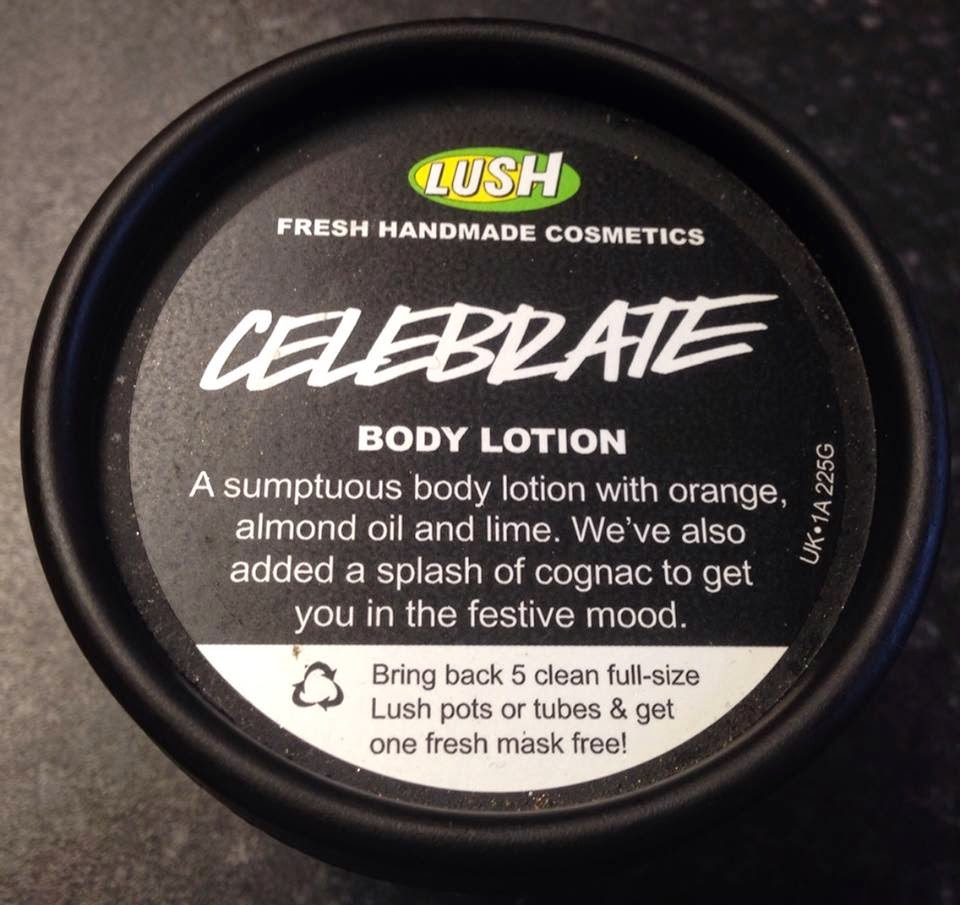 LUSH
FRESH HANDMADE COSMETICS
CELEBRATE
BODY LOTION
A sumptuous body lotion with orange,
almond oil and lime. We've also
added a splash of cognac to get
you in the festive mood.
UK•1A 225G
Bring back 5 clean full-size
Lush pots or tubes & get
one fresh mask free!